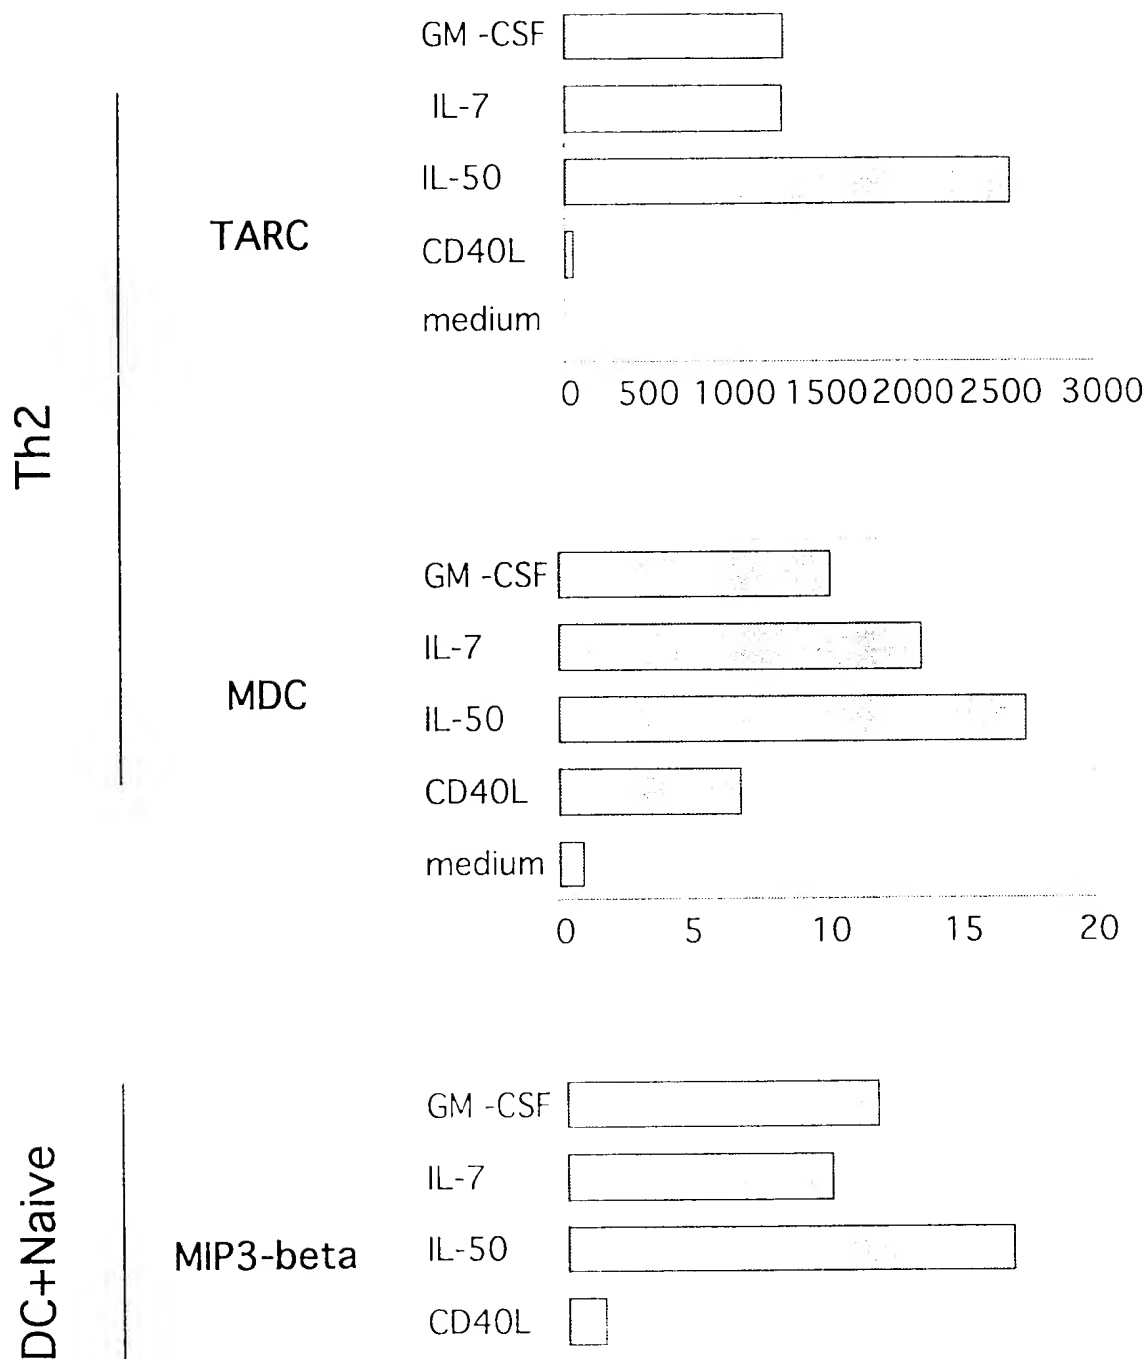 Th2
TARC
GM -CSF
IL-7
IL-50
CD40L
medium
0 500 1000 1500 2000 2500 3000
MDC
GM -CSF
IL-7
IL-50
CD40L
medium
0 5 10 15 20
DC+Naive
MIP3-beta
GM -CSF
IL-7
IL-50
CD40L